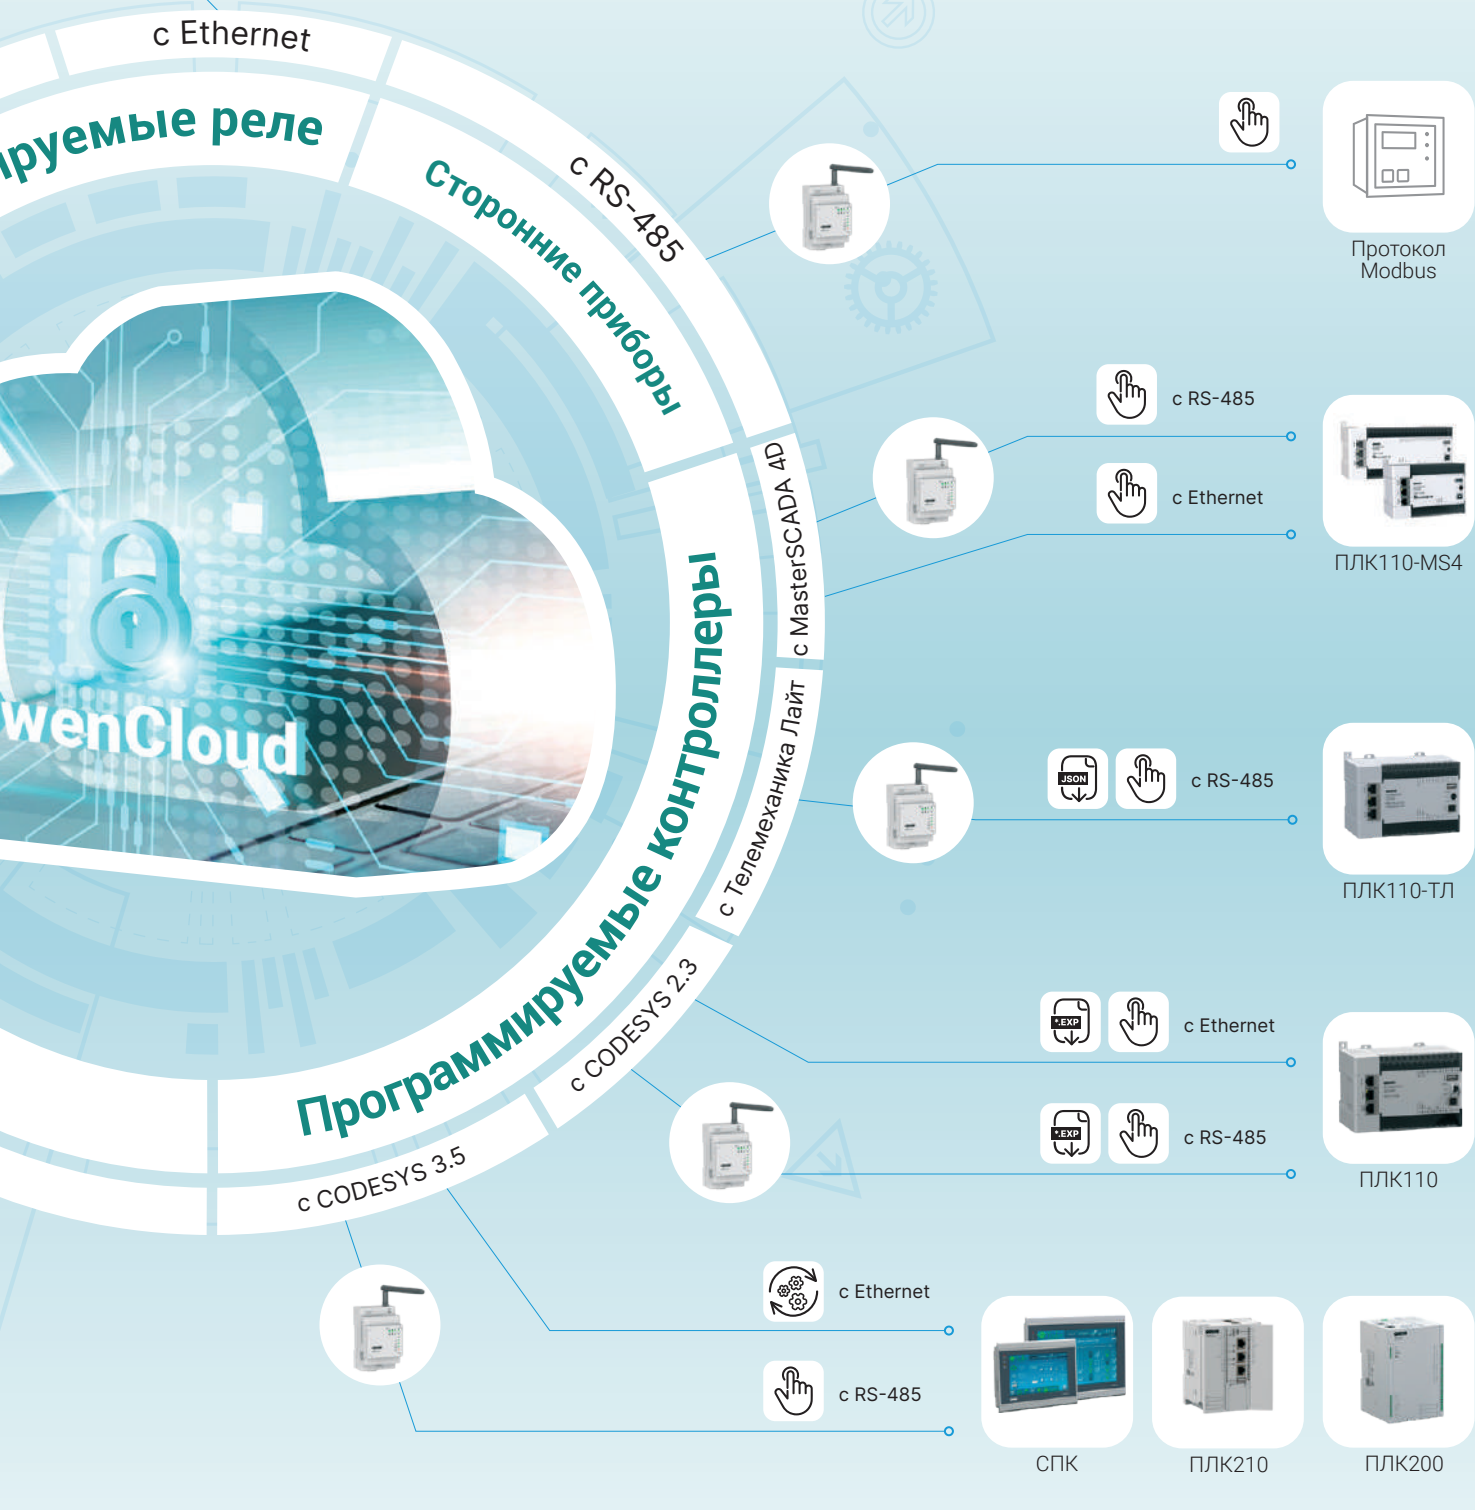 с Ethernet
руемые реле
Сторонние приборы
с RS-485
Протокол
Modbus
с RS-485
с Ethernet
ПЛК110-MS4
с MasterSCADA 4D
Программируемые контроллеры
wenCloud
с Телемеханика Лайт
JSON
с RS-485
ПЛК110-ТЛ
с CODESYS 2.3
*.EXP
с Ethernet
*.EXP
с RS-485
ПЛК110
с CODESYS 3.5
с Ethernet
с RS-485
СПК
ПЛК210
ПЛК200